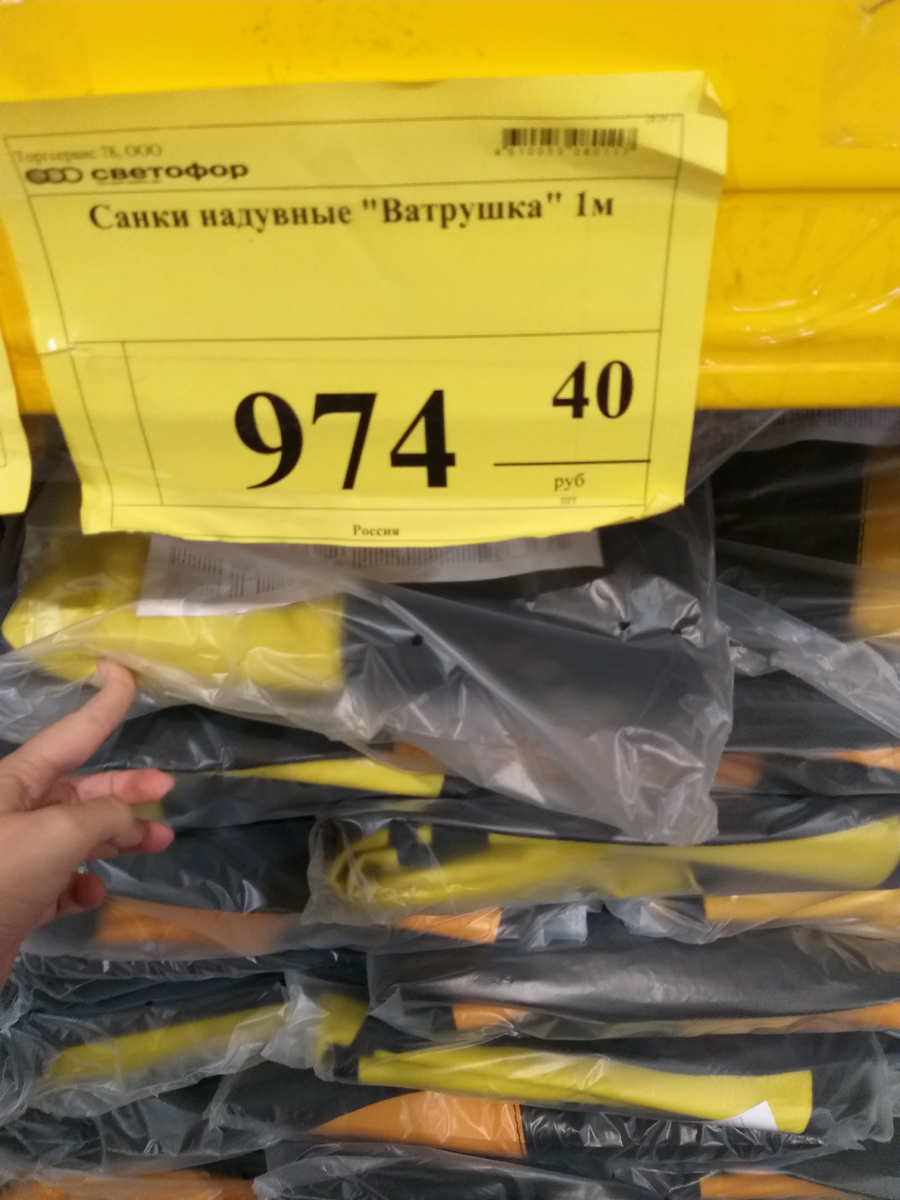 Торгсервис 78, ООО
светофор
Санки надувные "Ватрушка" 1м
974
40
руб
шт
Россия